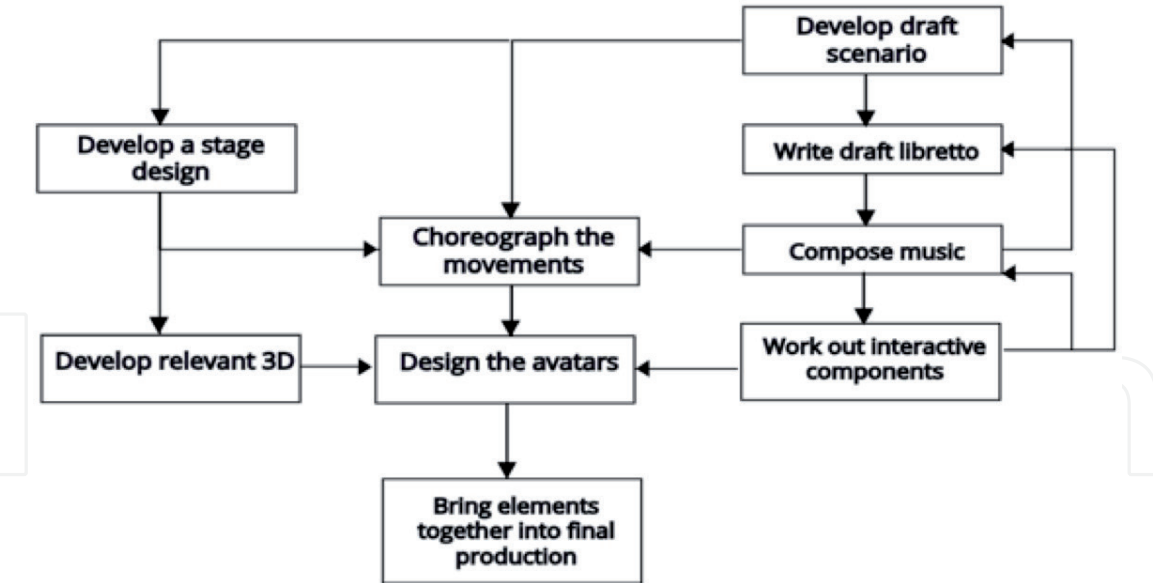 Develop draft
scenario
Develop a stage
design
Write draft libretto
Choreograph the
movements
Compose music
Develop relevant 3D
Design the avatars
Work out interactive
components
Bring elements
together into final
production